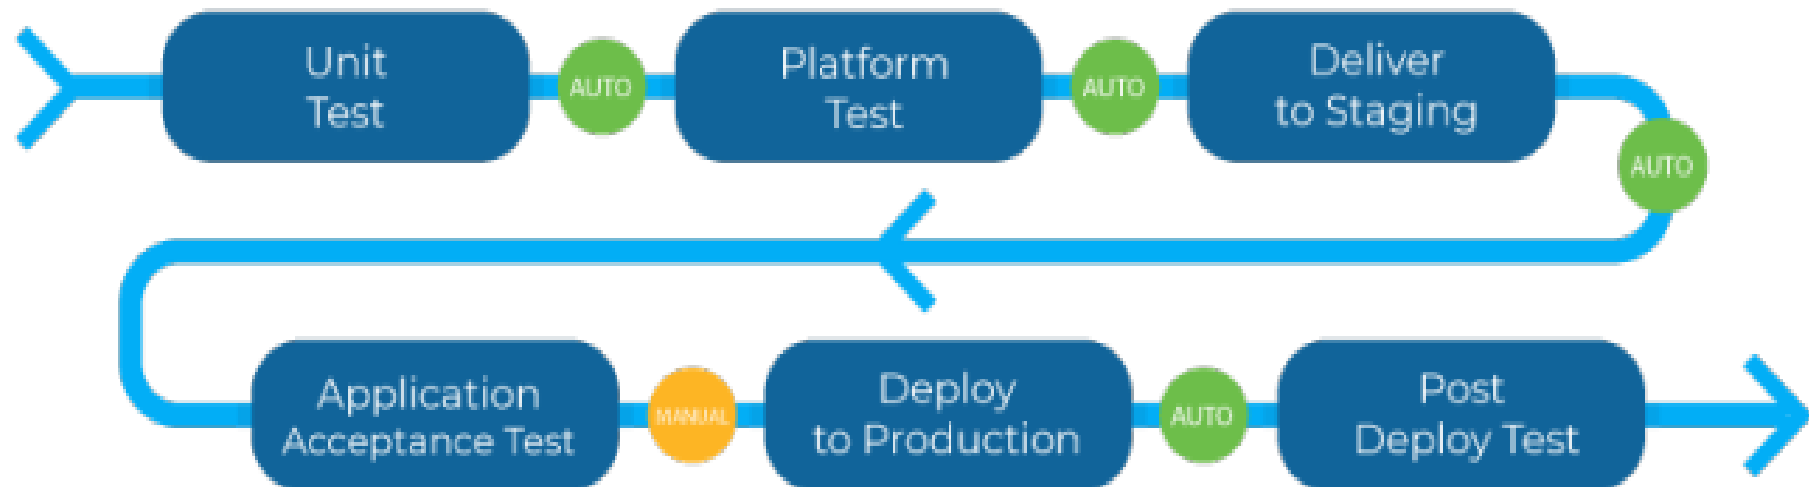 Unit
Test
AUTO
Platform
Test
AUTO
Deliver
to Staging
AUTO
Application
Acceptance Test
MANUAL
Deploy
to Production
AUTO
Post
Deploy Test